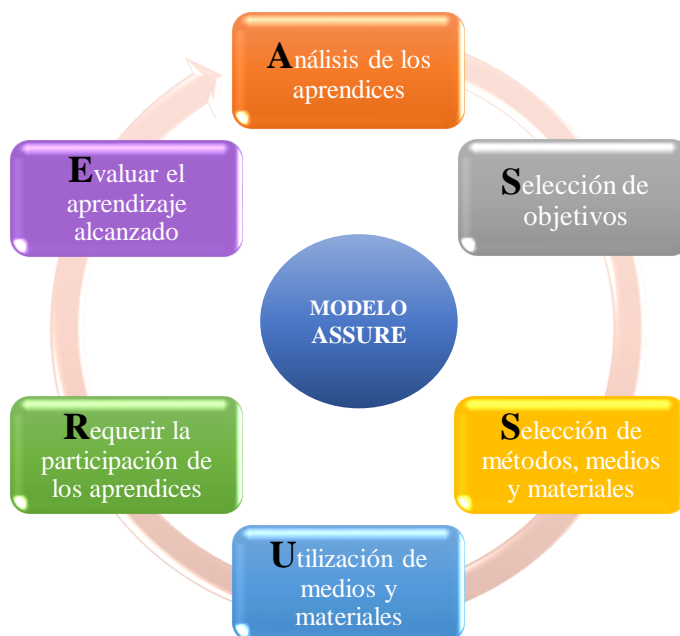 Análisis de los
aprendices
Selección de
objetivos
Selección de
métodos, medios
y materiales
Utilización de
medios y
materiales
Requerir la
participación de
los aprendices
Evaluar el
aprendizaje
alcanzado
MODELO
ASSURE